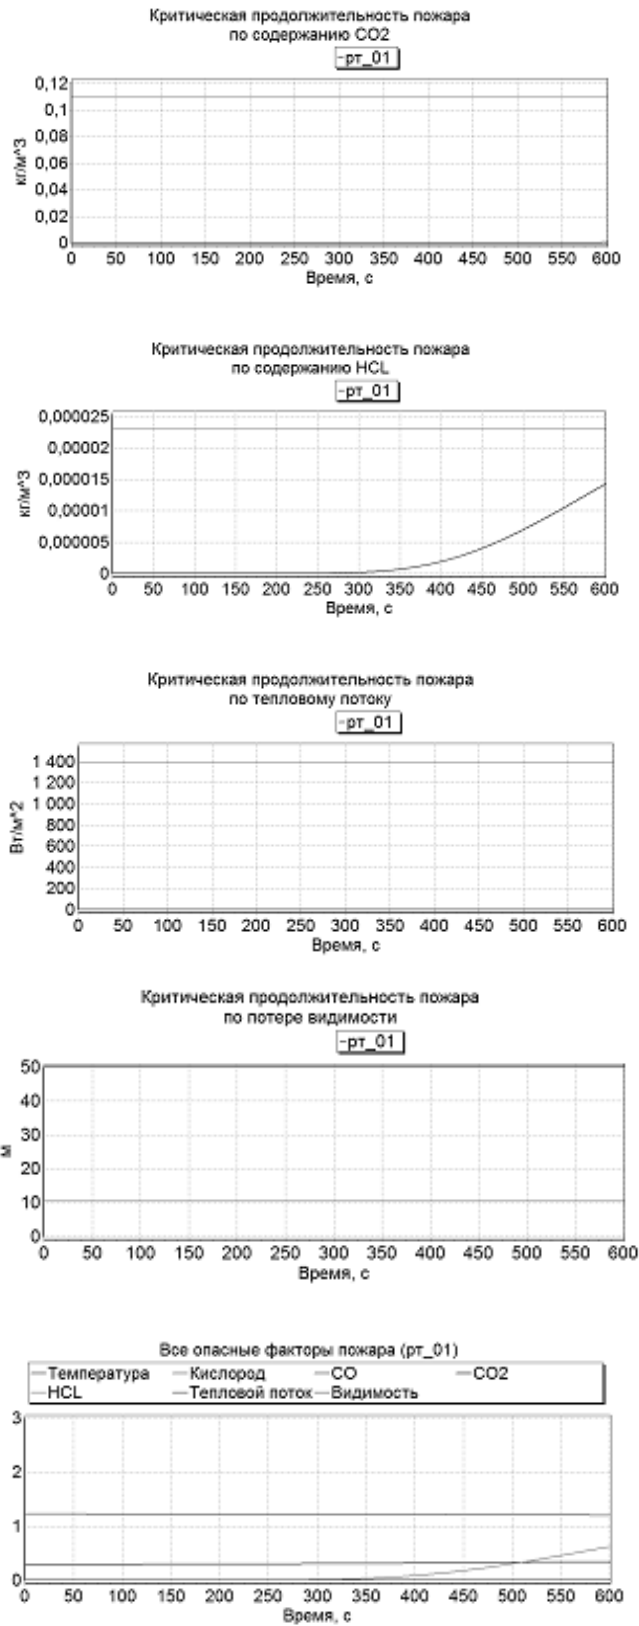 Критическая продолжительность пожара
по содержанию CO2
рт_01
0,12
0,1
0,08
0,06
0,04
0,02
0
кг/м^3
0 50 100 150 200 250 300 350 400 450 500 550 600
Время, с
Критическая продолжительность пожара
по содержанию HCL
рт_01
0,000025
0,00002
0,000015
0,00001
0,000005
0
кг/м^3
0 50 100 150 200 250 300 350 400 450 500 550 600
Время, с
Критическая продолжительность пожара
по тепловому потоку
рт_01
1 400
1 200
1 000
800
600
400
200
0
Вт/м^2
0 50 100 150 200 250 300 350 400 450 500 550 600
Время, с
Критическая продолжительность пожара
по потере видимости
рт_01
50
40
30
20
10
0
м
0 50 100 150 200 250 300 350 400 450 500 550 600
Время, с
Все опасные факторы пожара (рт_01)
Температура Кислород CO CO2
HCL Тепловой поток Видимость
3
2
1
0
0 50 100 150 200 250 300 350 400 450 500 550 600
Время, с